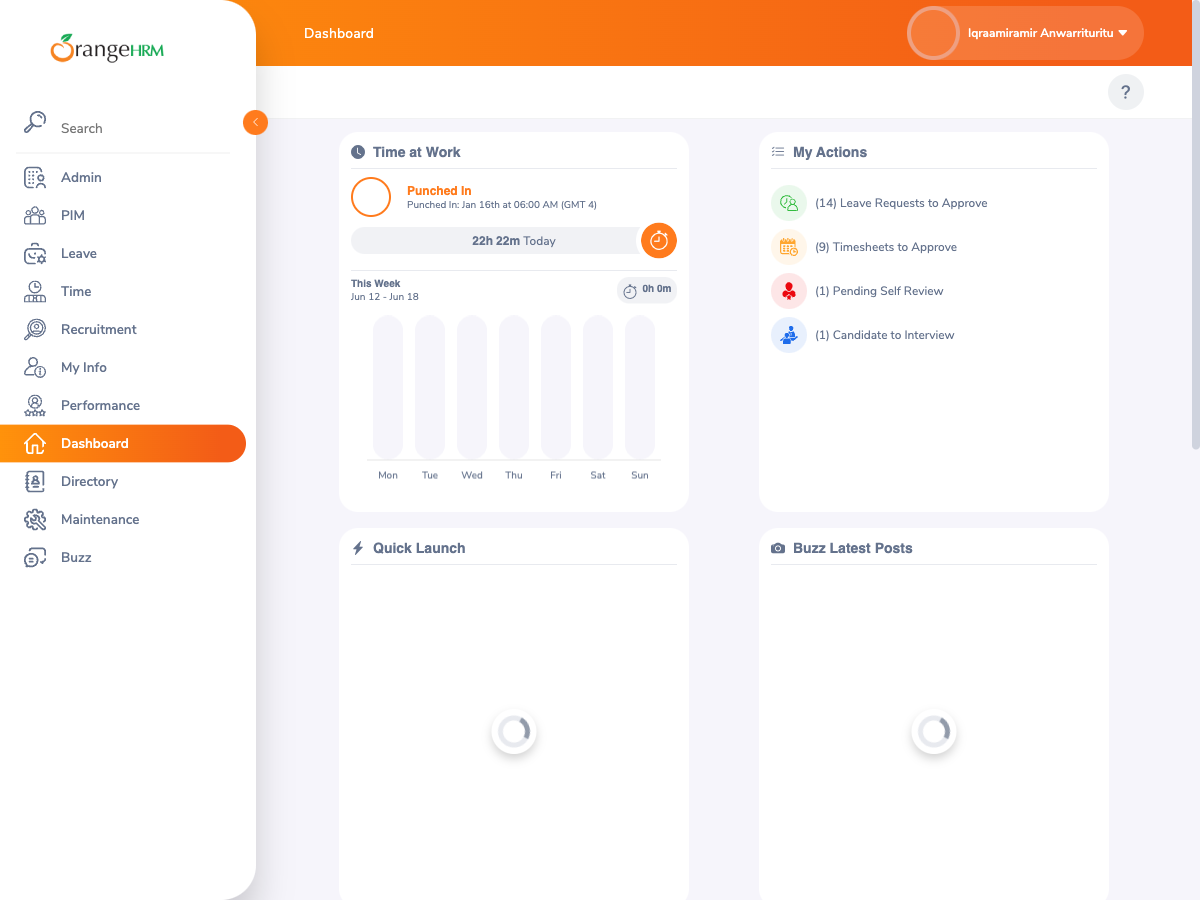 OrangeHRM
Search
Admin
PIM
Leave
Time
Recruitment
My Info
Performance
Dashboard
Directory
Maintenance
Buzz
Dashboard
Iqraamiramir Anwarrituritu
?
Time at Work
Punched In
Punched In: Jan 16th at 06:00 AM (GMT 4)
22h 22m Today
This Week
Jun 12 - Jun 18
0h 0m
Mon Tue Wed Thu Fri Sat Sun
My Actions
(14) Leave Requests to Approve
(9) Timesheets to Approve
(1) Pending Self Review
(1) Candidate to Interview
Quick Launch
Buzz Latest Posts